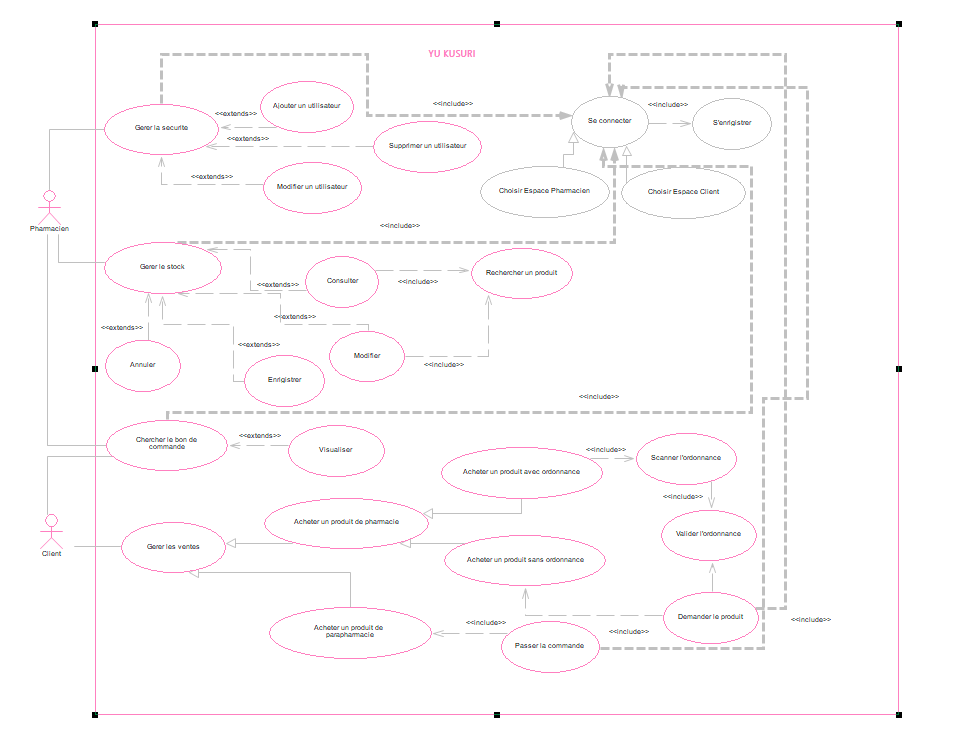 YU KUSURI
Ajouter un utilisateur
<<include>>
<<include>>
<<extends>>
Gerer la securite
Se connecter
S'enrigistrer
<<extends>>
Supprimer un utilisateur
<<extends>>
Modifier un utilisateur
Choisir Espace Pharmacien
Choisir Espace Client
Pharmacien
<<include>>
Gerer le stock
Rechercher un produit
Consulter
<<include>>
<<extends>>
<<extends>>
<<extends>>
<<extends>>
Modifier
Annuler
<<include>>
Enrigistrer
<<include>>
Chercher le bon de
commande
<<extends>>
Visualiser
<<include>>
Scanner l'ordonnance
Acheter un produit avec ordonnance
<<include>>
Acheter un produit de pharmacie
Valider l'ordonnance
Client
Gerer les ventes
Acheter un produit sans ordonnance
Demander le produit
<<include>>
<<include>>
Acheter un produit de
parapharmacie
<<include>>
Passer la commande